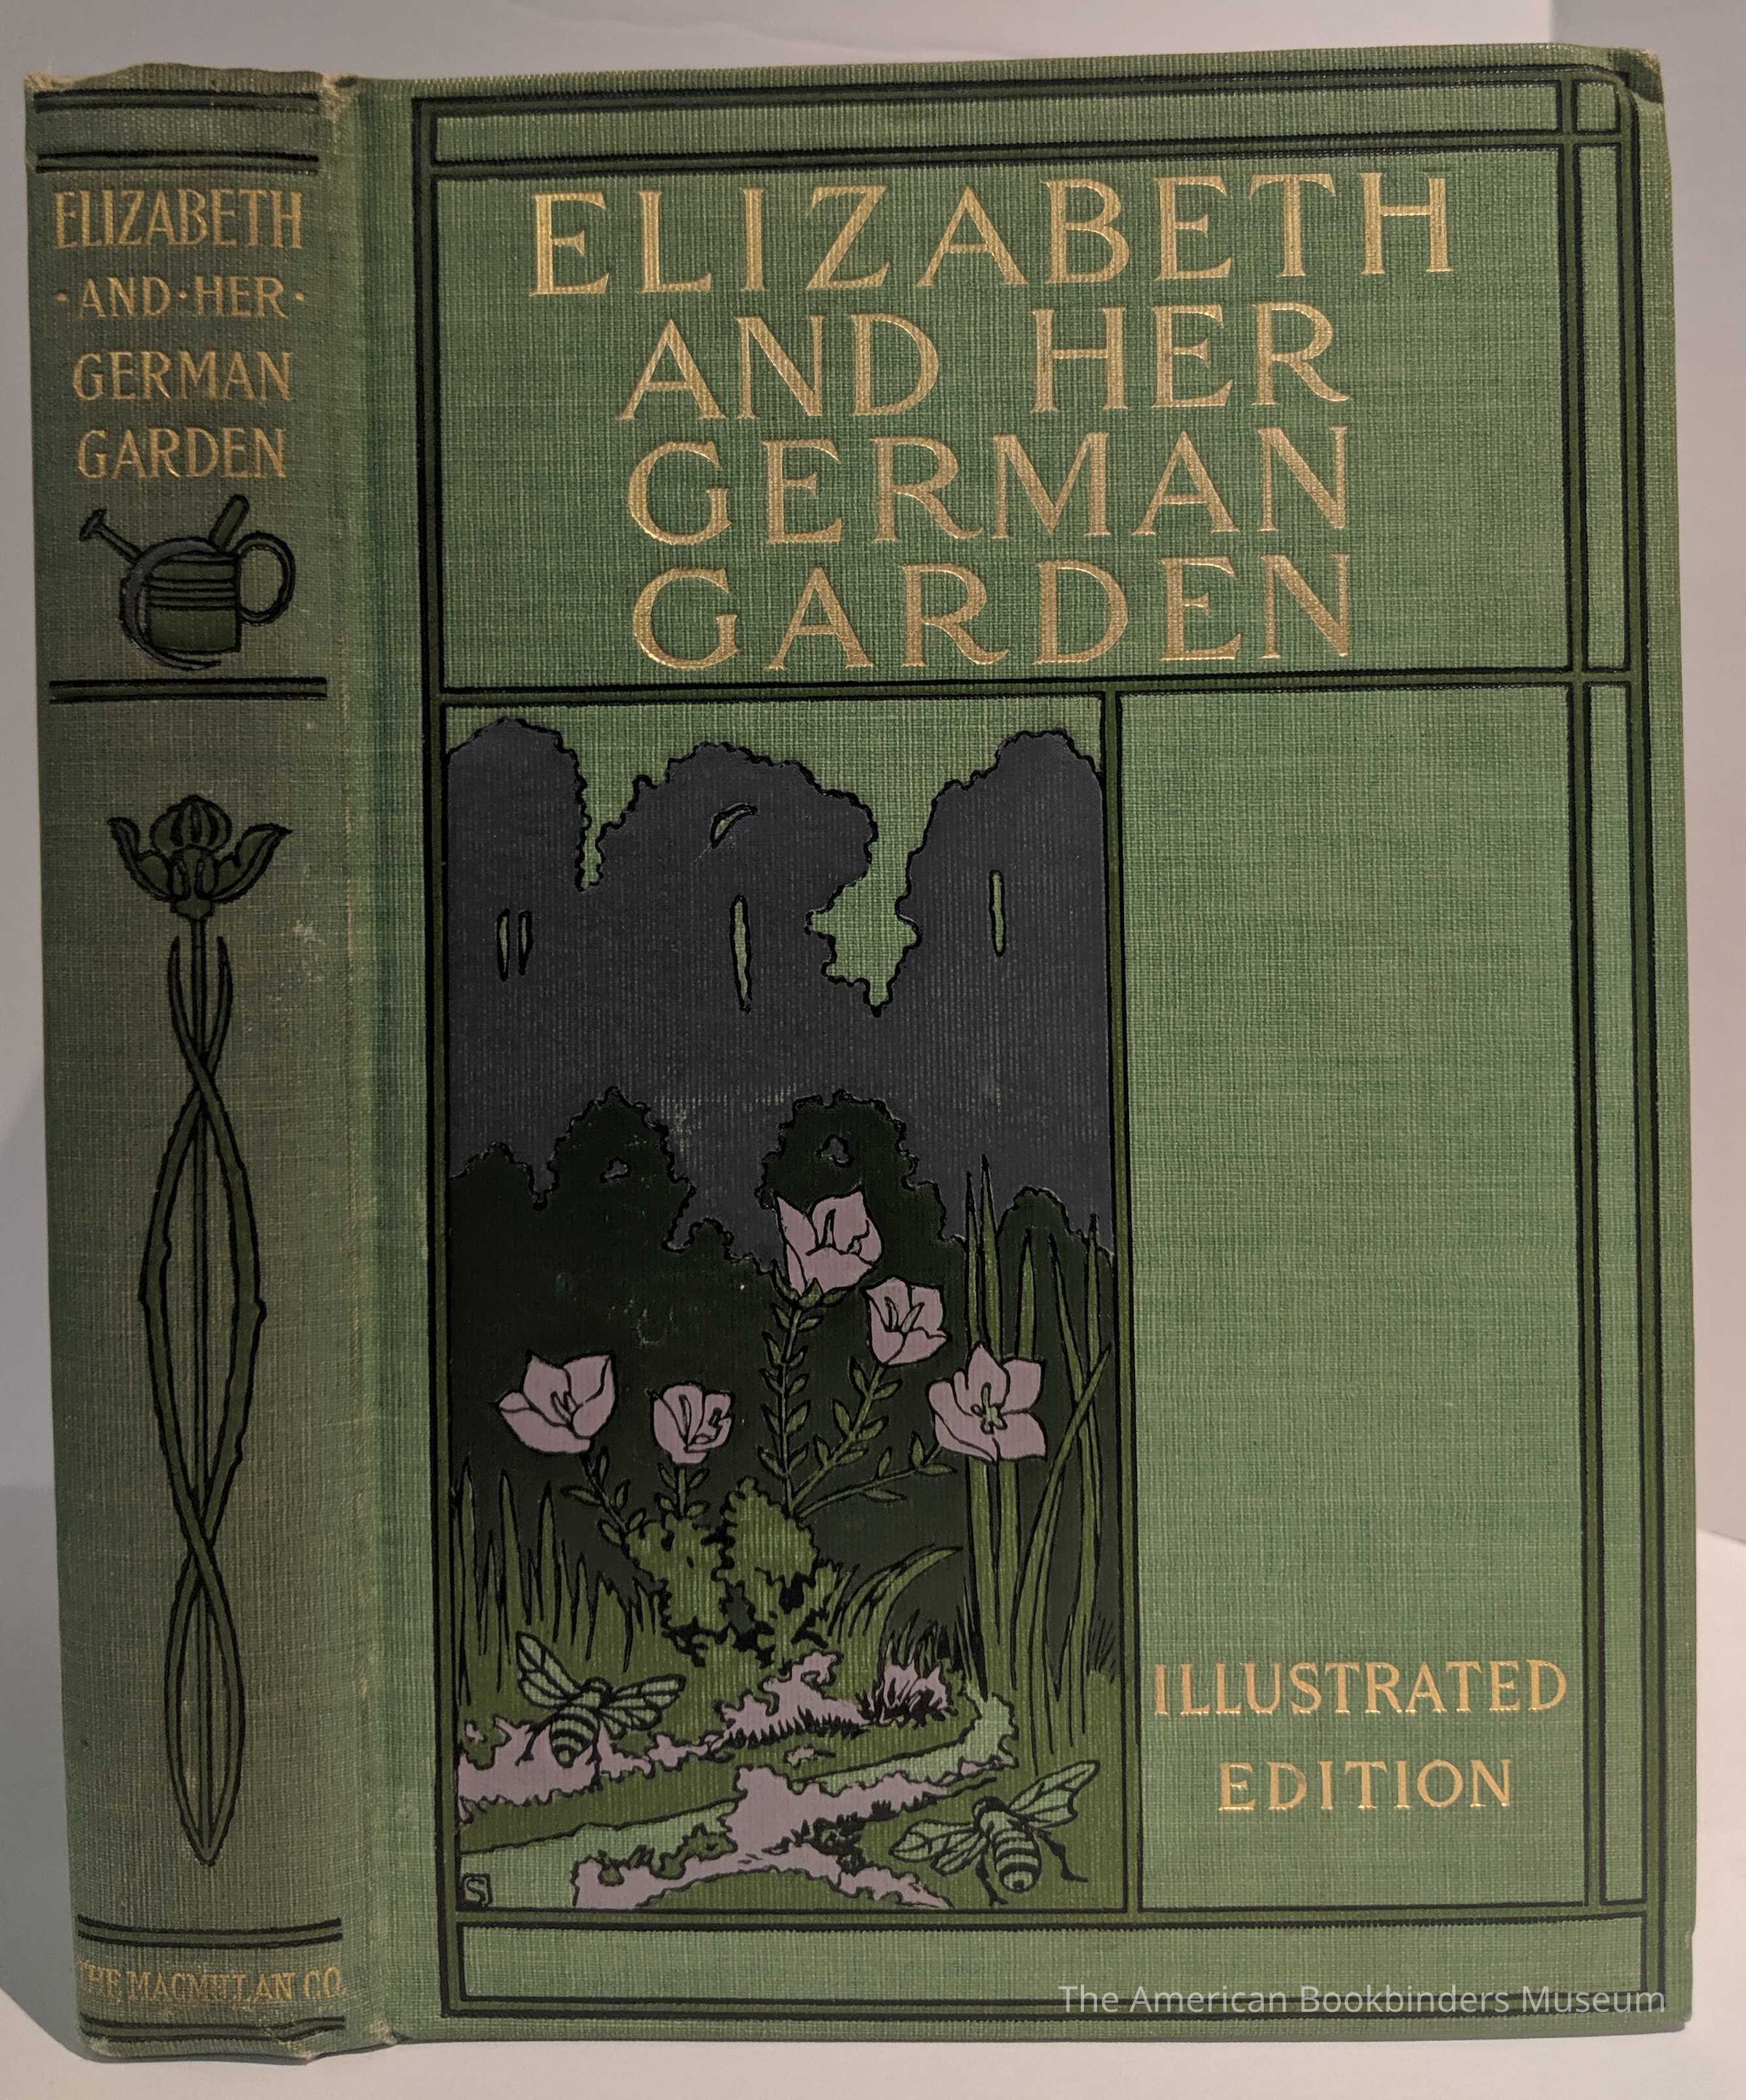 ELIZABETH
·AND·HER·
GERMAN
GARDEN
THE MACMILLAN CO
ELIZABETH
AND HER
GERMAN
GARDEN
ILLUSTRATED
EDITION
S
The American Bookbinders Museum